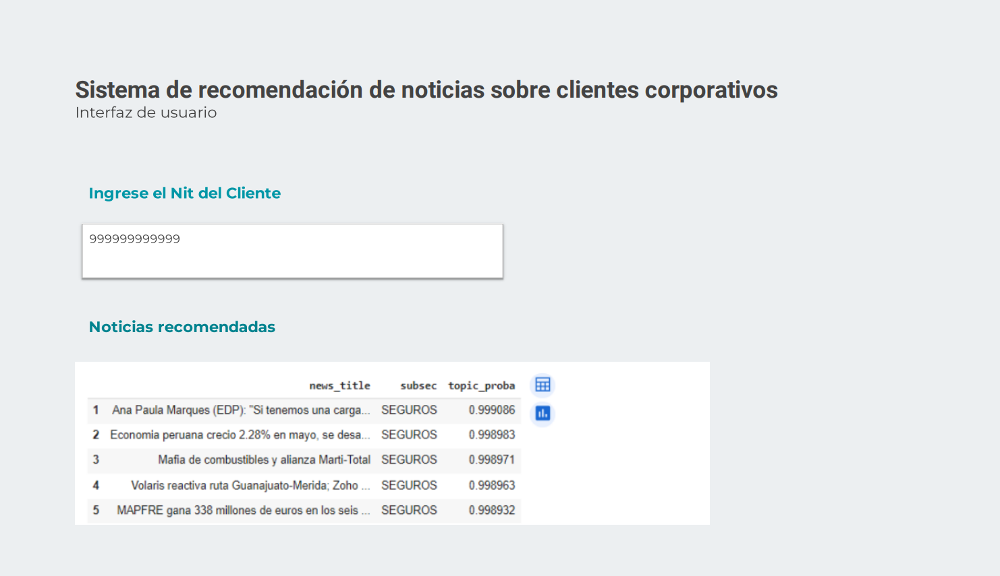 Sistema de recomendación de noticias sobre clientes corporativos
Interfaz de usuario
Ingrese el Nit del Cliente
999999999999
Noticias recomendadas
news_title subsec topic_proba
1 Ana Paula Marques (EDP): "Si tenemos una carga... SEGUROS 0.999086
2 Economia peruana crecio 2.28% en mayo, se desa... SEGUROS 0.998983
3 Mafia de combustibles y alianza Marti-Total SEGUROS 0.998971
4 Volaris reactiva ruta Guanajuato-Merida; Zoho ... SEGUROS 0.998963
5 MAPFRE gana 338 millones de euros en los seis ... SEGUROS 0.998932